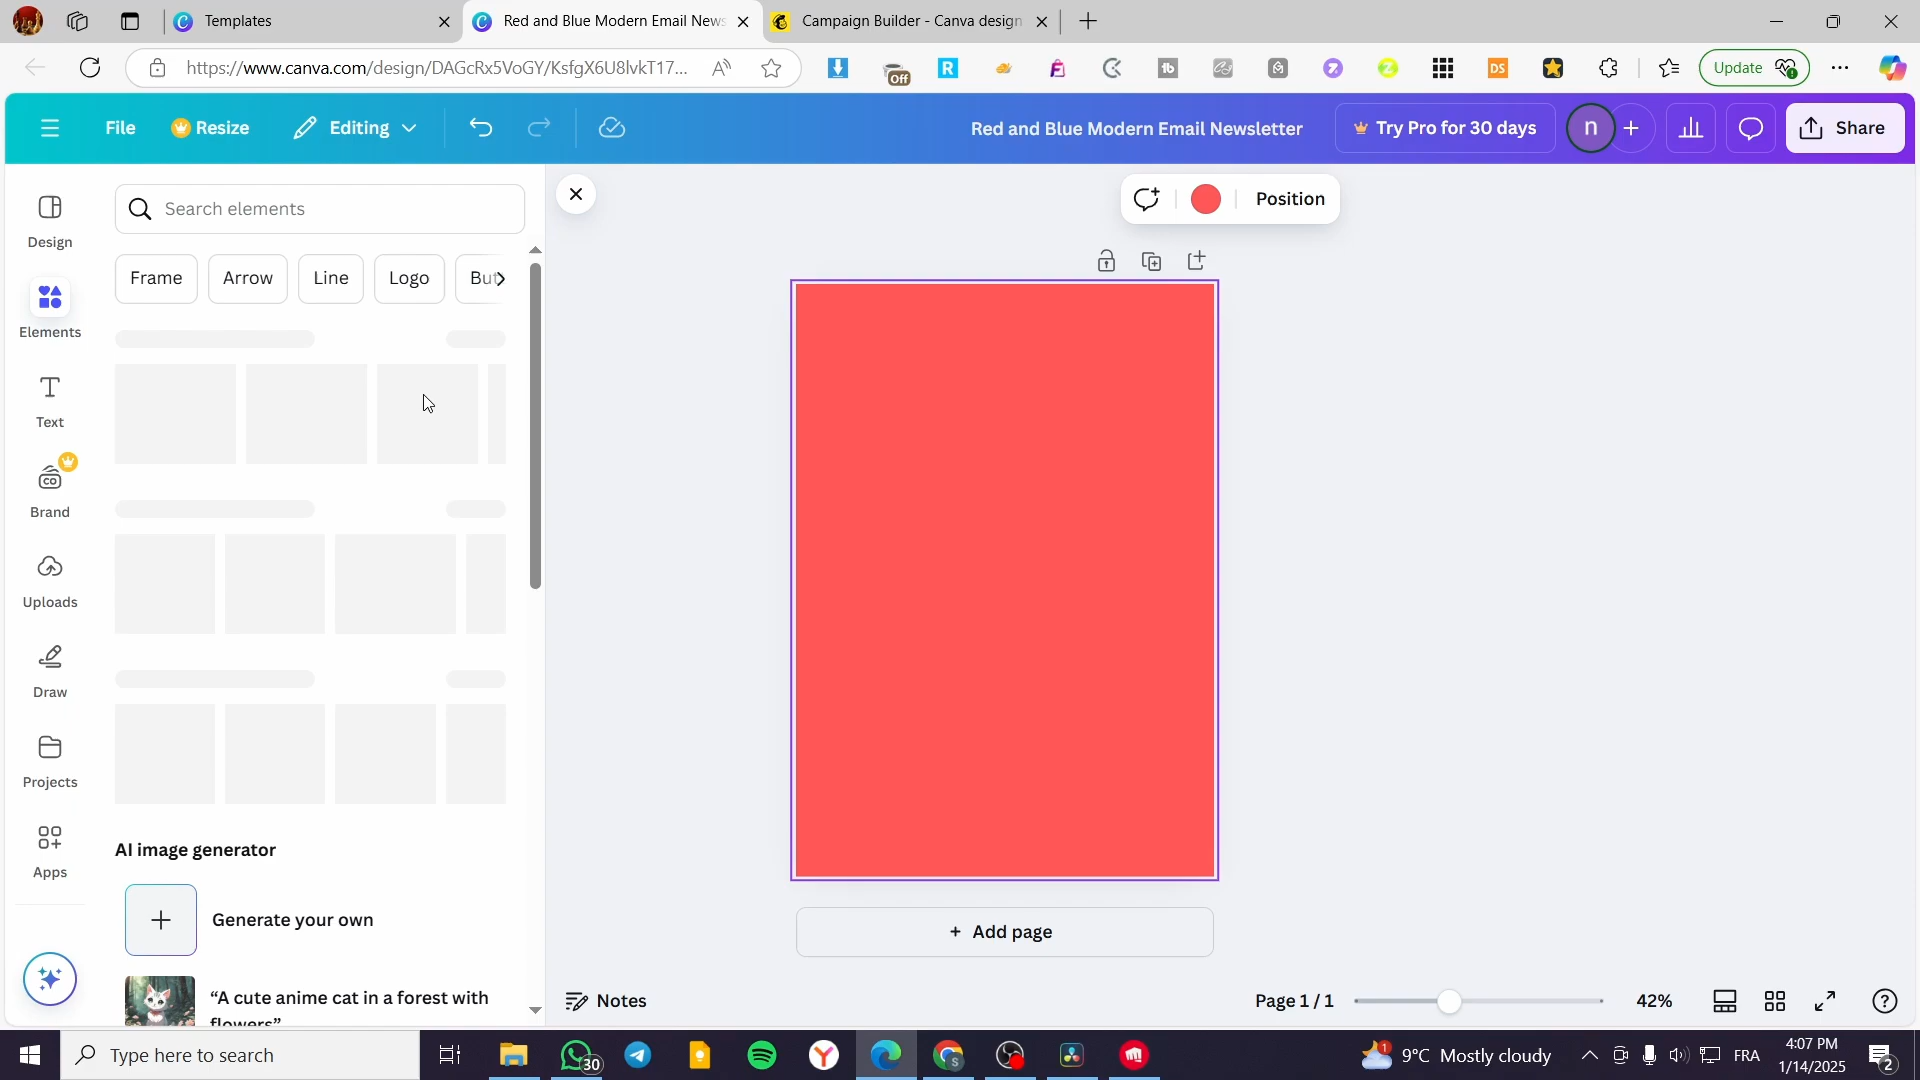 Templates
Red and Blue Modern Email News
Campaign Builder - Canva design
https://www.canva.com/design/DAGcRx5VoGY/KsfgX6U8lvkT17...
Off
Update
File
Resize
Editing
Red and Blue Modern Email Newsletter
Try Pro for 30 days
n
Share
Design
Elements
Text
Brand
Uploads
Draw
Projects
Apps
Search elements
Frame
Arrow
Line
Logo
But
AI image generator
Generate your own
“A cute anime cat in a forest with
flowers”
Position
+ Add page
Notes
Page 1 / 1
42%
Type here to search
30
1
9°C Mostly cloudy
FRA
4:07 PM
1/14/2025
2